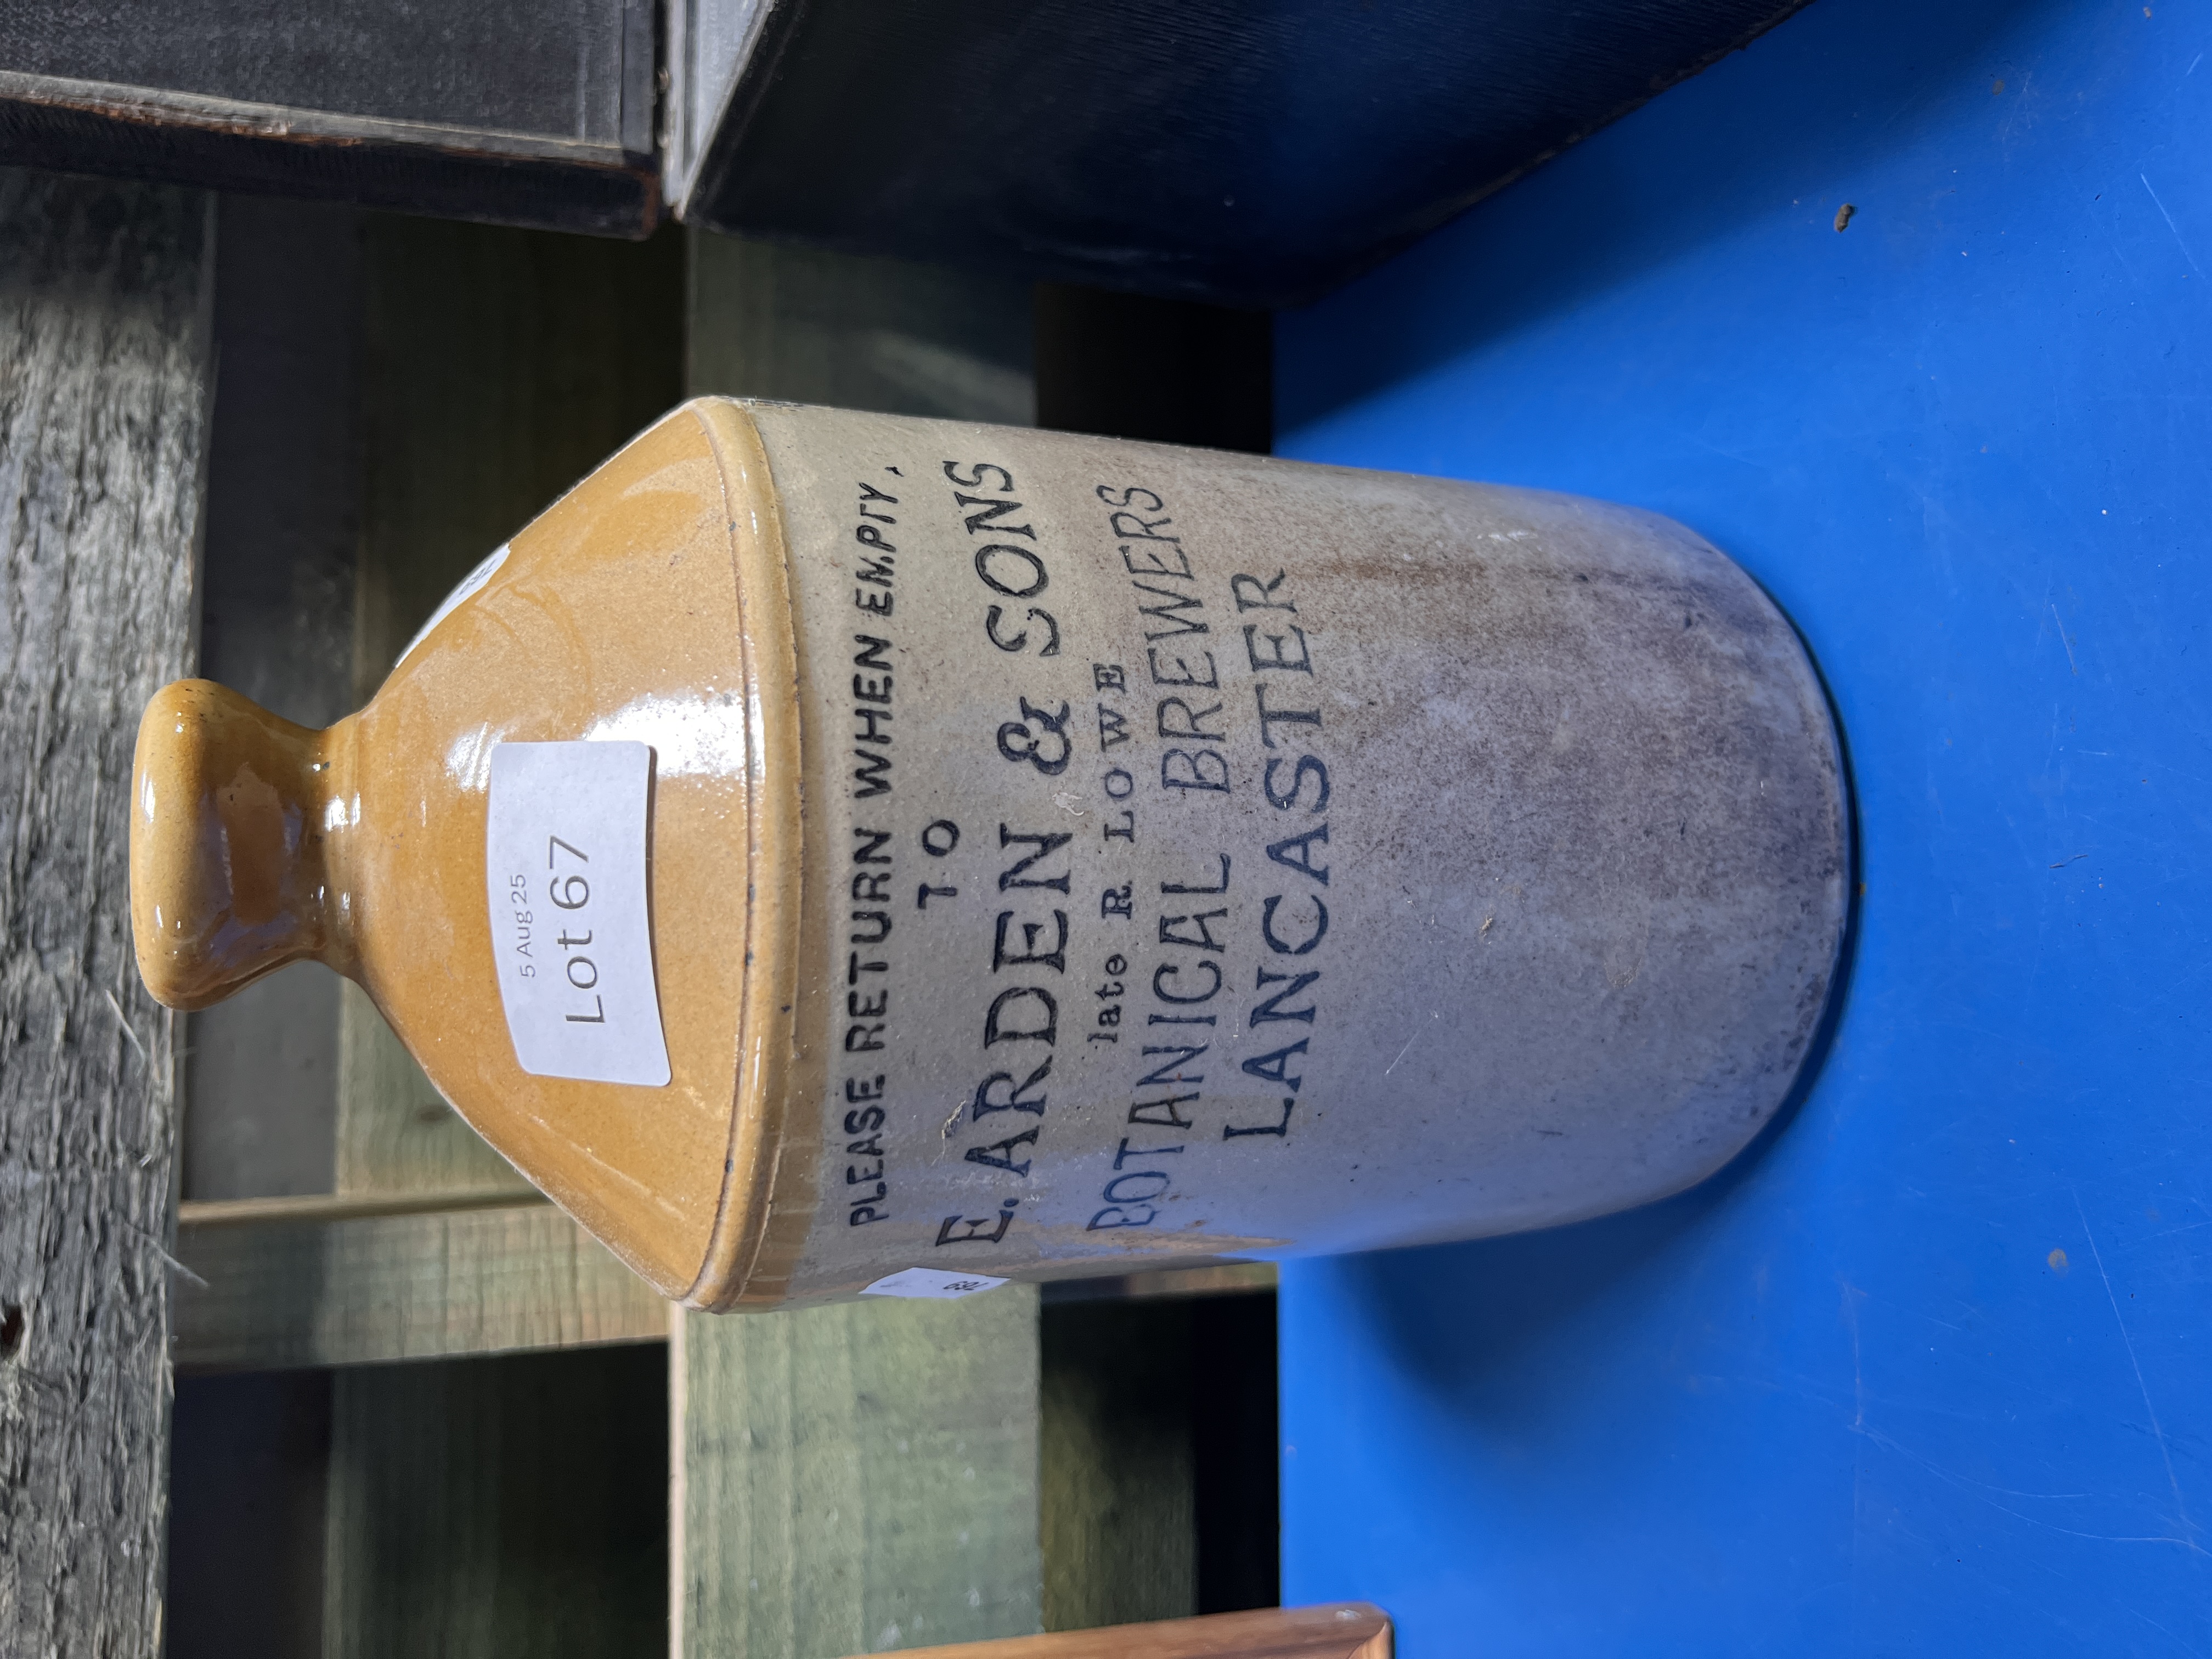 5 Aug 25
Lot 67
PLEASE RETURN WHEN EMPTY,
TO
E. ARDEN & SONS
late R. LOWE
BOTANICAL BREWERS
LANCASTER